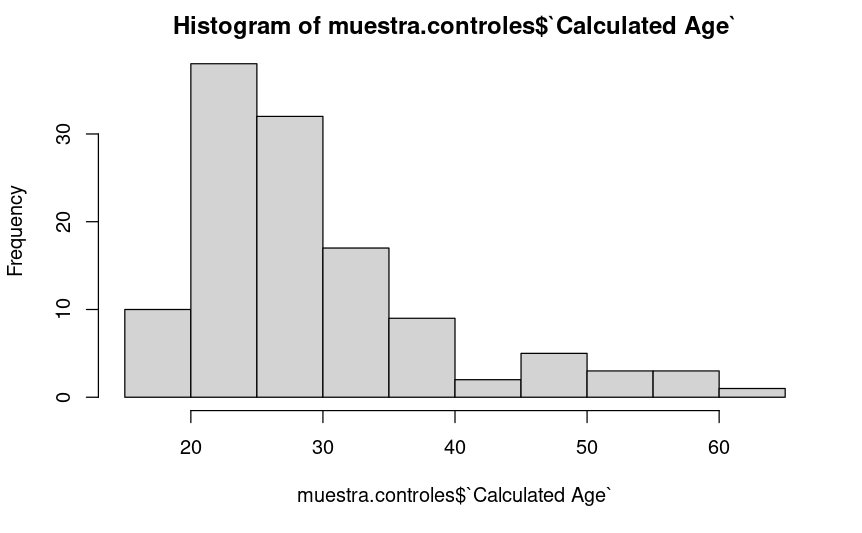 Histogram of muestra.controles$`Calculated Age`
Frequency
30
20
10
0
20 30 40 50 60
muestra.controles$`Calculated Age`